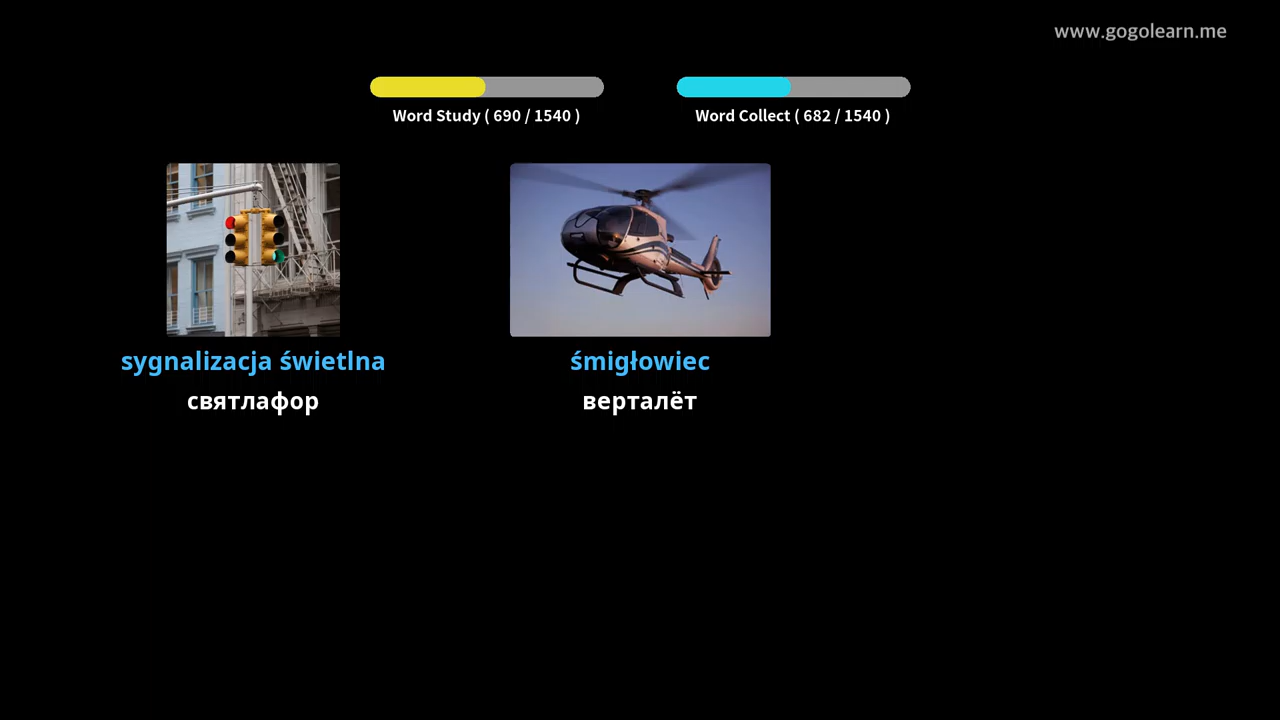 www.gogolearn.me
Word Study ( 690 / 1540 )
Word Collect ( 682 / 1540 )
sygnalizacja świetlna
śmigłowiec
святлафор
верталёт